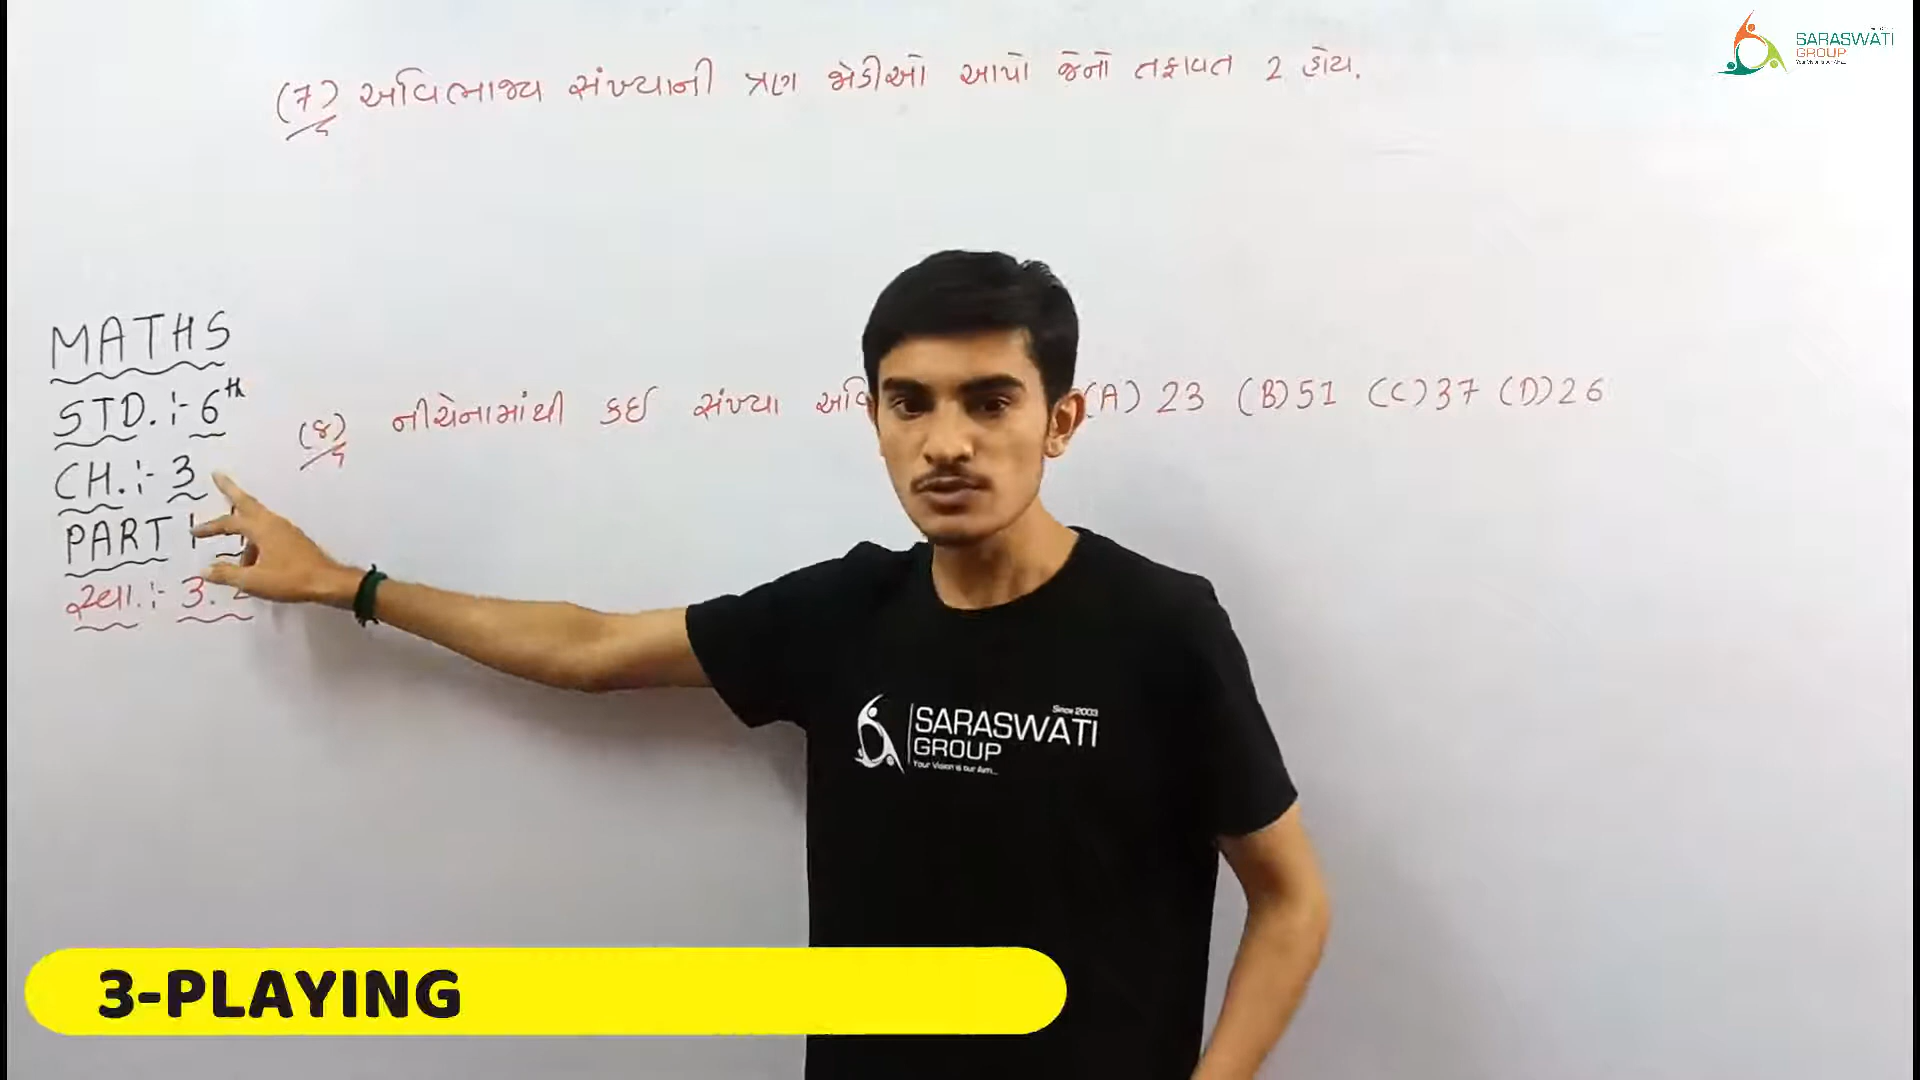 SARASWATI
GROUP
(7) અવિભાજ્ય સંખ્યાની ત્રણ જોડીઓ આપો જેનો તફાવત 2 હોય.
MATHS
STD. :- 6th
CH. :- 3
PART :-
સ્વા. :- 3.2
(8) નીચેનામાંથી કઈ સંખ્યા (A) 23 (B) 51 (C) 37 (D) 26
Since 2003
SARASWATI
GROUP
Your Vision is our Aim...
3-PLAYING